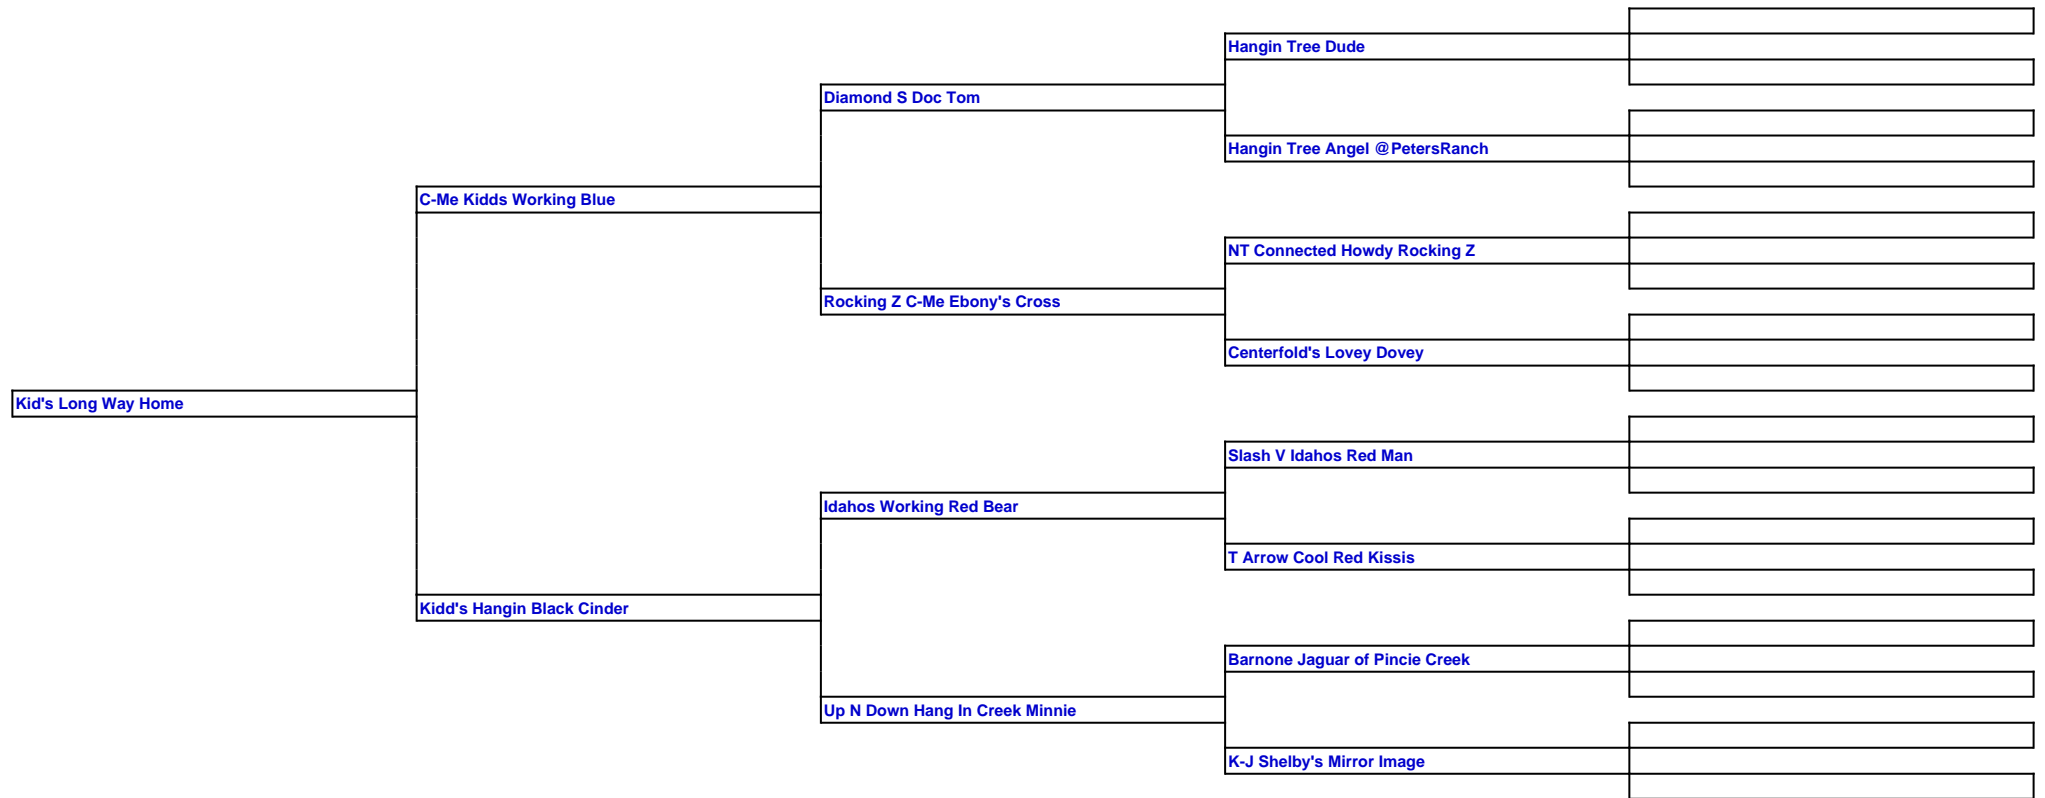 Hangin Tree Dude
Diamond S Doc Tom
Hangin Tree Angel @PetersRanch
C-Me Kidds Working Blue
NT Connected Howdy Rocking Z
Rocking Z C-Me Ebony's Cross
Centerfold's Lovey Dovey
Kid's Long Way Home
Slash V Idahos Red Man
Idahos Working Red Bear
T Arrow Cool Red Kissis
Kidd's Hangin Black Cinder
Barnone Jaguar of Pincie Creek
Up N Down Hang In Creek Minnie
K-J Shelby's Mirror Image